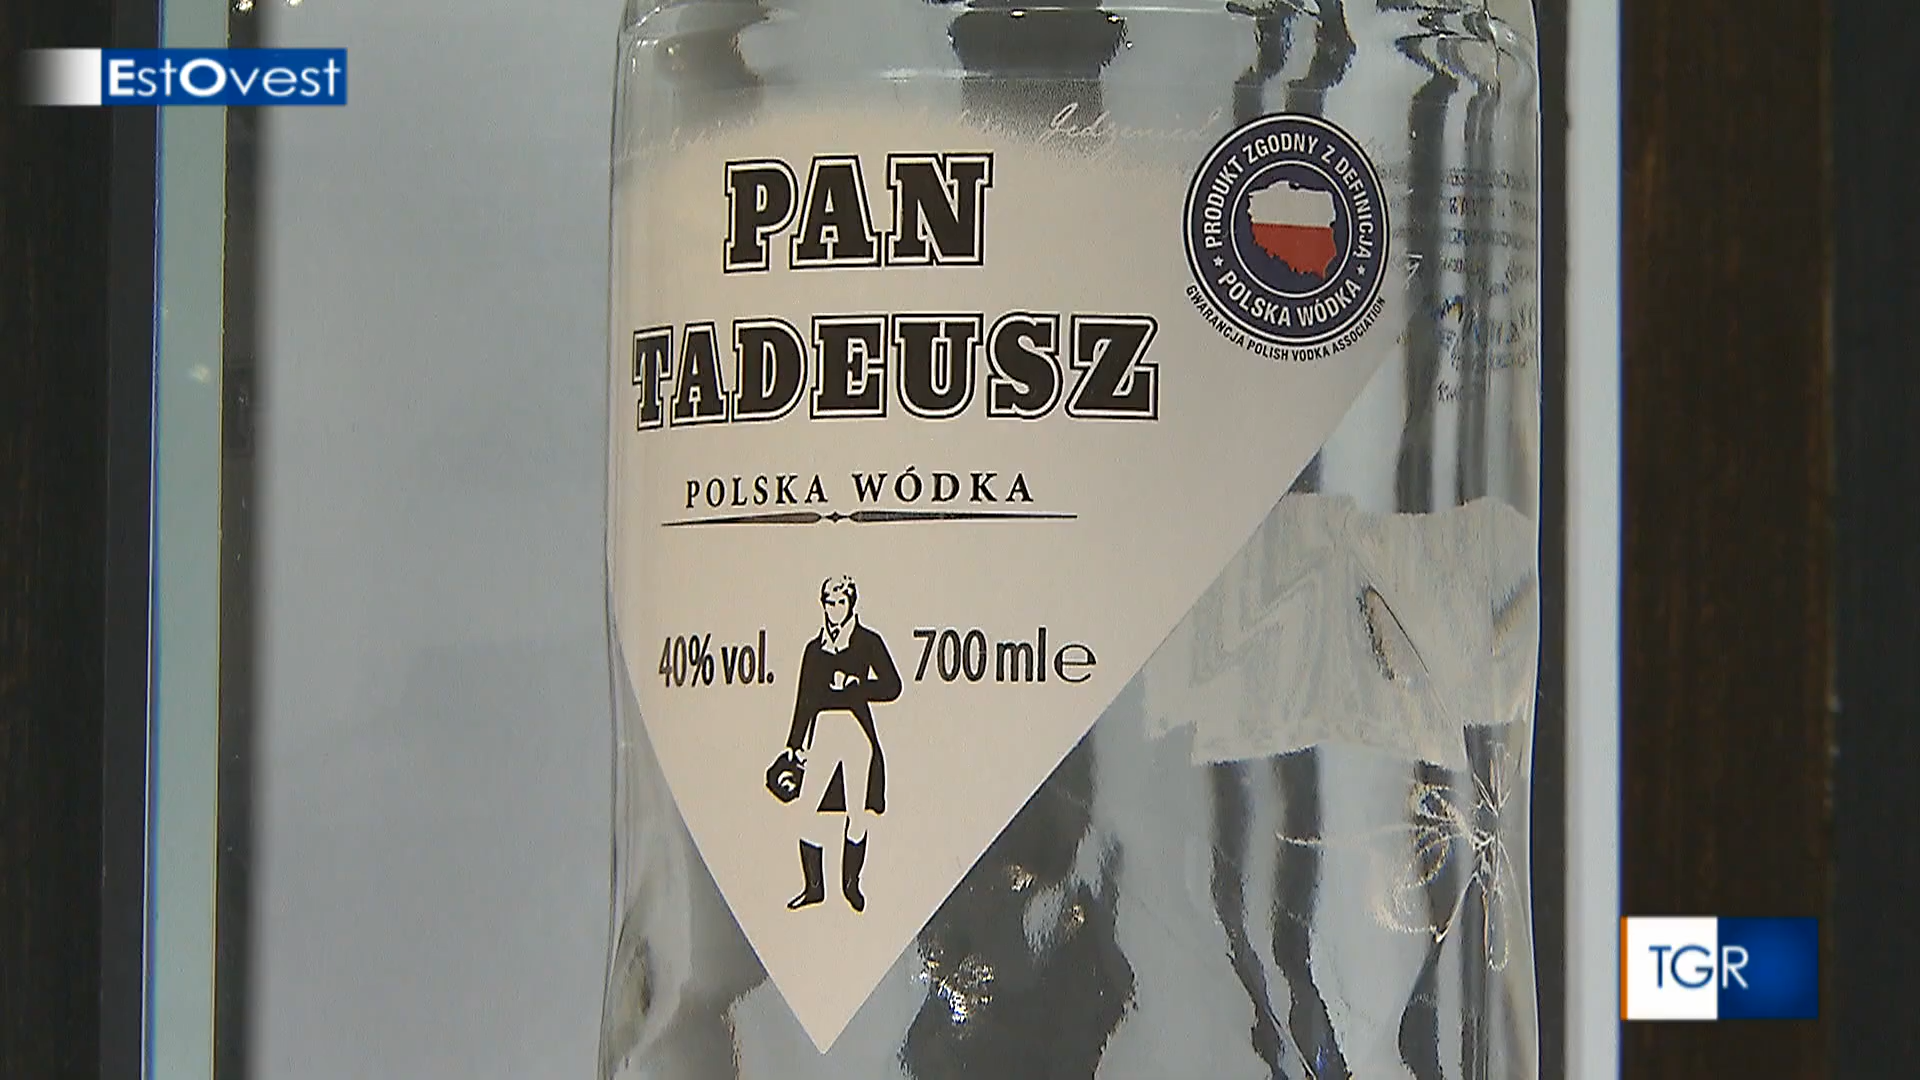 EstOvest
Jedzenie
PAN
TADEUSZ
POLSKA WÓDKA
40% vol. 700 ml e
PRODUKT ZGODNY Z DEFINICJĄ
★ POLSKA WÓDKA ★
GWARANCJA POLISH VODKA ASSOCIATION
TGR